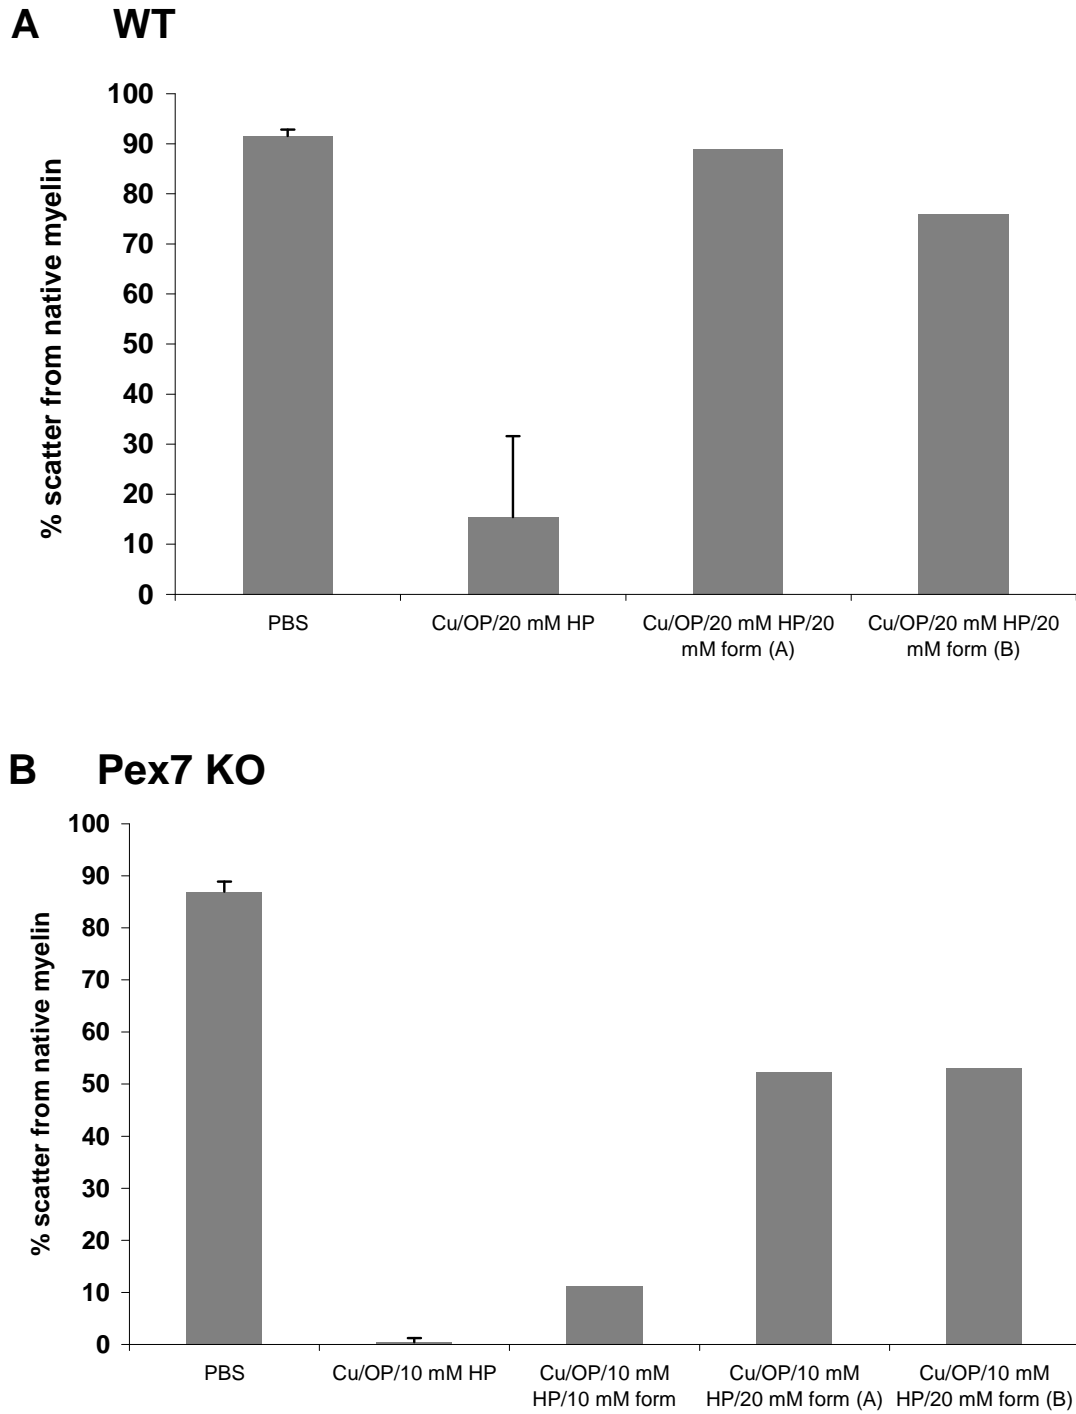 A WT
100
90
80
70
60
50
40
30
20
10
0
% scatter from native myelin
PBS
Cu/OP/20 mM HP
Cu/OP/20 mM HP/20
mM form (A)
Cu/OP/20 mM HP/20
mM form (B)
B Pex7 KO
100
90
80
70
60
50
40
30
20
10
0
% scatter from native myelin
PBS
Cu/OP/10 mM HP
Cu/OP/10 mM
HP/10 mM form
Cu/OP/10 mM
HP/20 mM form (A)
Cu/OP/10 mM
HP/20 mM form (B)